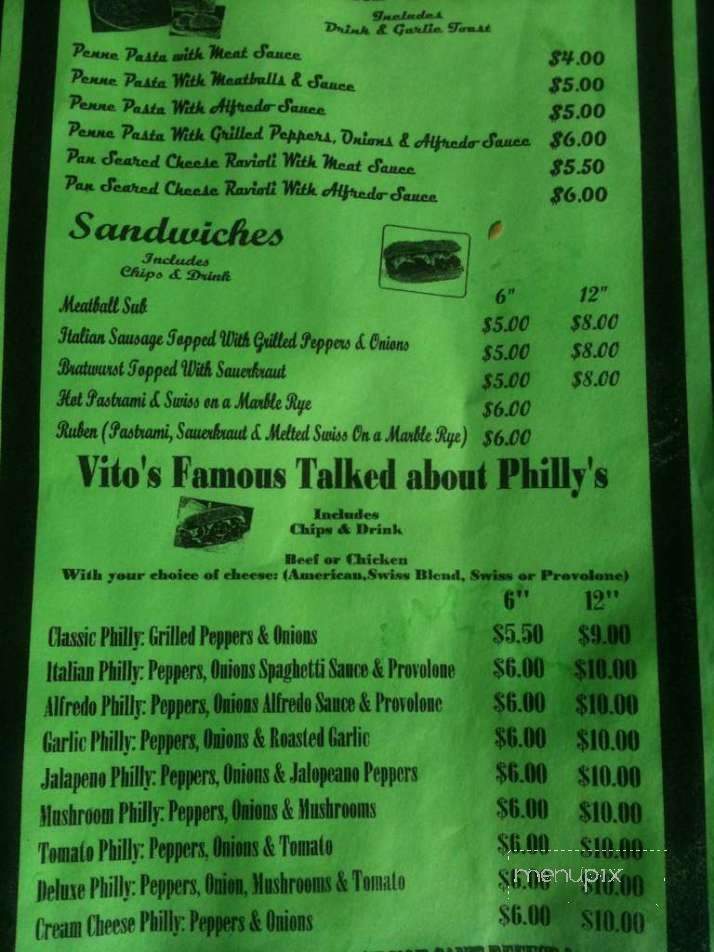 Includes
Drink & Garlic Toast
Penne Pasta with Meat Sauce $4.00
Penne Pasta With Meatballs & Sauce $5.00
Penne Pasta With Alfredo Sauce $5.00
Penne Pasta With Grilled Peppers, Onions & Alfredo Sauce $6.00
Pan Seared Cheese Ravioli With Meat Sauce $5.50
Pan Seared Cheese Ravioli With Alfredo Sauce $6.00
Sandwiches
Includes
Chips & Drink
6" 12"
Meatball Sub $5.00 $8.00
Italian Sausage Topped With Grilled Peppers & Onions $5.00 $8.00
Bratwurst Topped With Sauerkraut $5.00 $8.00
Hot Pastrami & Swiss on a Marble Rye $6.00
Ruben (Pastrami, Sauerkraut & Melted Swiss On a Marble Rye) $6.00
Vito's Famous Talked about Philly's
Includes
Chips & Drink
Beef or Chicken
With your choice of cheese: (American,Swiss Blend, Swiss or Provolone)
6" 12"
Classic Philly: Grilled Peppers & Onions $5.50 $9.00
Italian Philly: Peppers, Onions Spaghetti Sauce & Provolone $6.00 $10.00
Alfredo Philly: Peppers, Onions Alfredo Sauce & Provolone $6.00 $10.00
Garlic Philly: Peppers, Onions & Roasted Garlic $6.00 $10.00
Jalapeno Philly: Peppers, Onions & Jalopeano Peppers $6.00 $10.00
Mushroom Philly: Peppers, Onions & Mushrooms $6.00 $10.00
Tomato Philly: Peppers, Onions & Tomato $6.00 $10.00
Deluxe Philly: Peppers, Onion, Mushrooms & Tomato $6.00 $10.00
menupix
Cream Cheese Philly: Peppers & Onions $6.00 $10.00